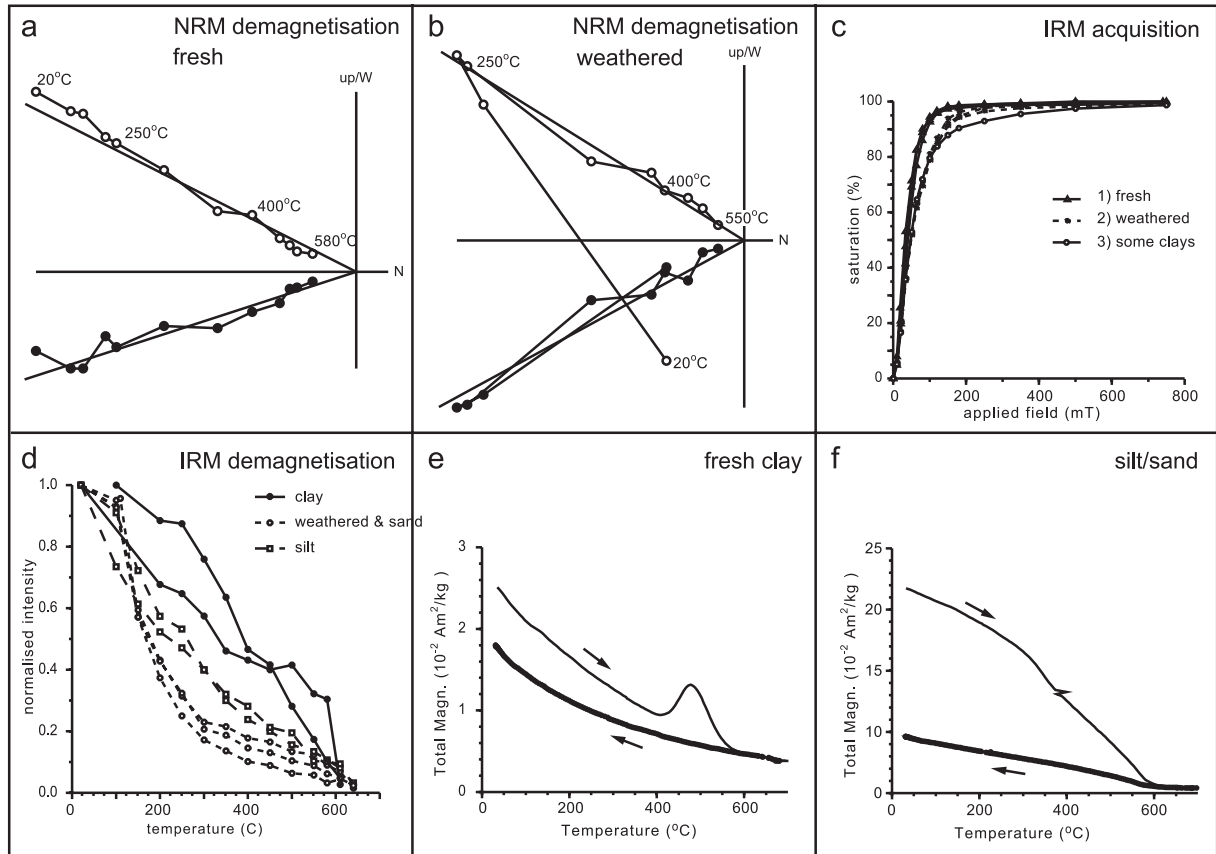 a
NRM demagnetisation
fresh
up/W
20°C
250°C
400°C
580°C
N
b
NRM demagnetisation
weathered
up/W
250°C
400°C
550°C
N
20°C
c
IRM acquisition
100
80
60
40
20
0
saturation (%)
1) fresh
2) weathered
3) some clays
0
200
400
600
800
applied field (mT)
d
IRM demagnetisation
1.0
0.8
0.6
0.4
0.2
0.0
normalised intensity
clay
weathered & sand
silt
200
400
600
temperature (C)
e
fresh clay
3
2
1
0
Total Magn. (10⁻² Am²/kg )
0
200
400
600
Temperature (°C)
f
silt/sand
25
20
15
10
5
0
Total Magn. (10⁻² Am²/kg )
0
200
400
600
Temperature (°C)